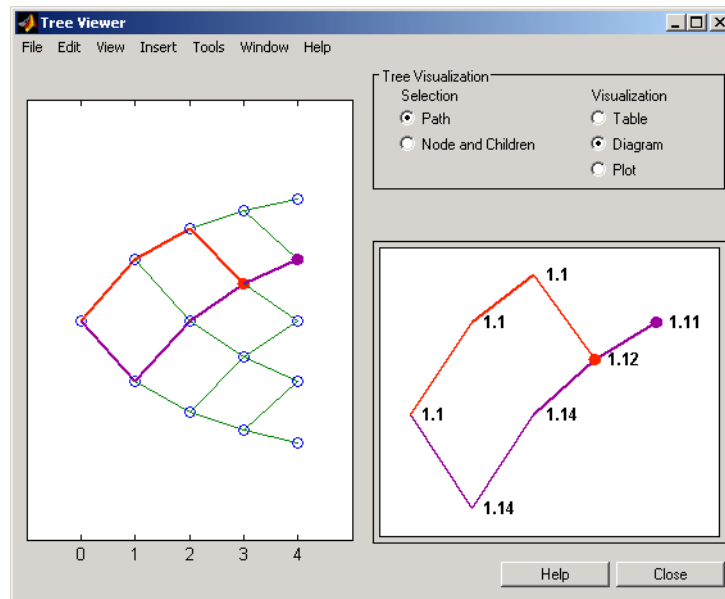 Tree Viewer
File Edit View Insert Tools Window Help
Tree Visualization
Selection
Path
Node and Children
Visualization
Table
Diagram
Plot
0 1 2 3 4
1.1
1.1
1.11
1.12
1.1
1.14
1.14
Help
Close